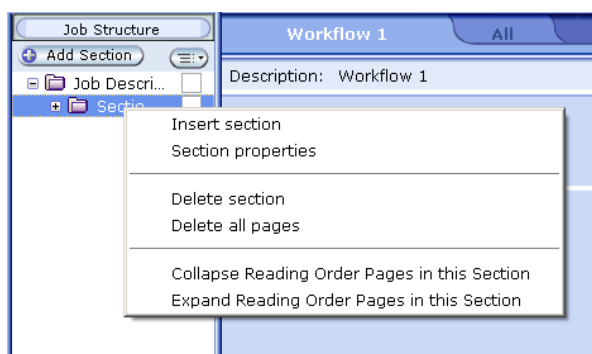 Job Structure
Workflow 1
All
Add Section
Description: Workflow 1
Job Descri...
Sectio
Insert section
Section properties
Delete section
Delete all pages
Collapse Reading Order Pages in this Section
Expand Reading Order Pages in this Section